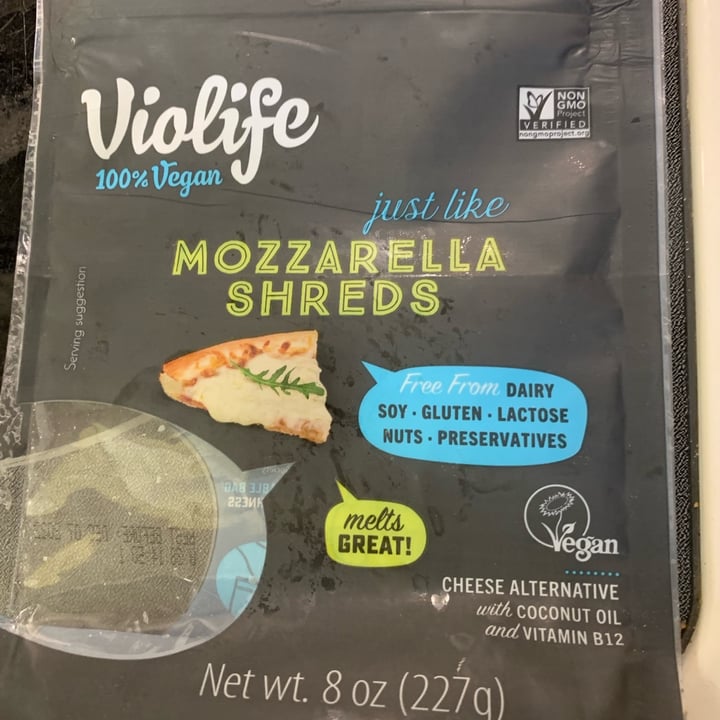 Violife
100% Vegan
NON
GMO
Project
VERIFIED
nongmoproject.org
just like
MOZZARELLA
SHREDS
Serving suggestion
Free From DAIRY
SOY · GLUTEN · LACTOSE
NUTS · PRESERVATIVES
melts
GREAT!
Vegan
CHEESE ALTERNATIVE
with COCONUT OIL
and VITAMIN B12
Net wt. 8 oz (227g)